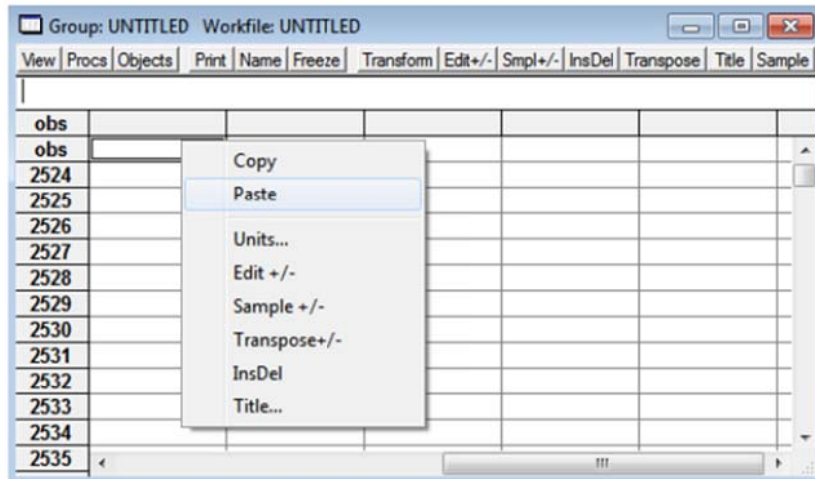 Group: UNTITLED Workfile: UNTITLED
View Procs Objects Print Name Freeze Transform Edit+/- Smpl+/- InsDel Transpose Title Sample
obs
obs
2524
2525
2526
2527
2528
2529
2530
2531
2532
2533
2534
2535
Copy
Paste
Units...
Edit +/-
Sample +/-
Transpose+/-
InsDel
Title...